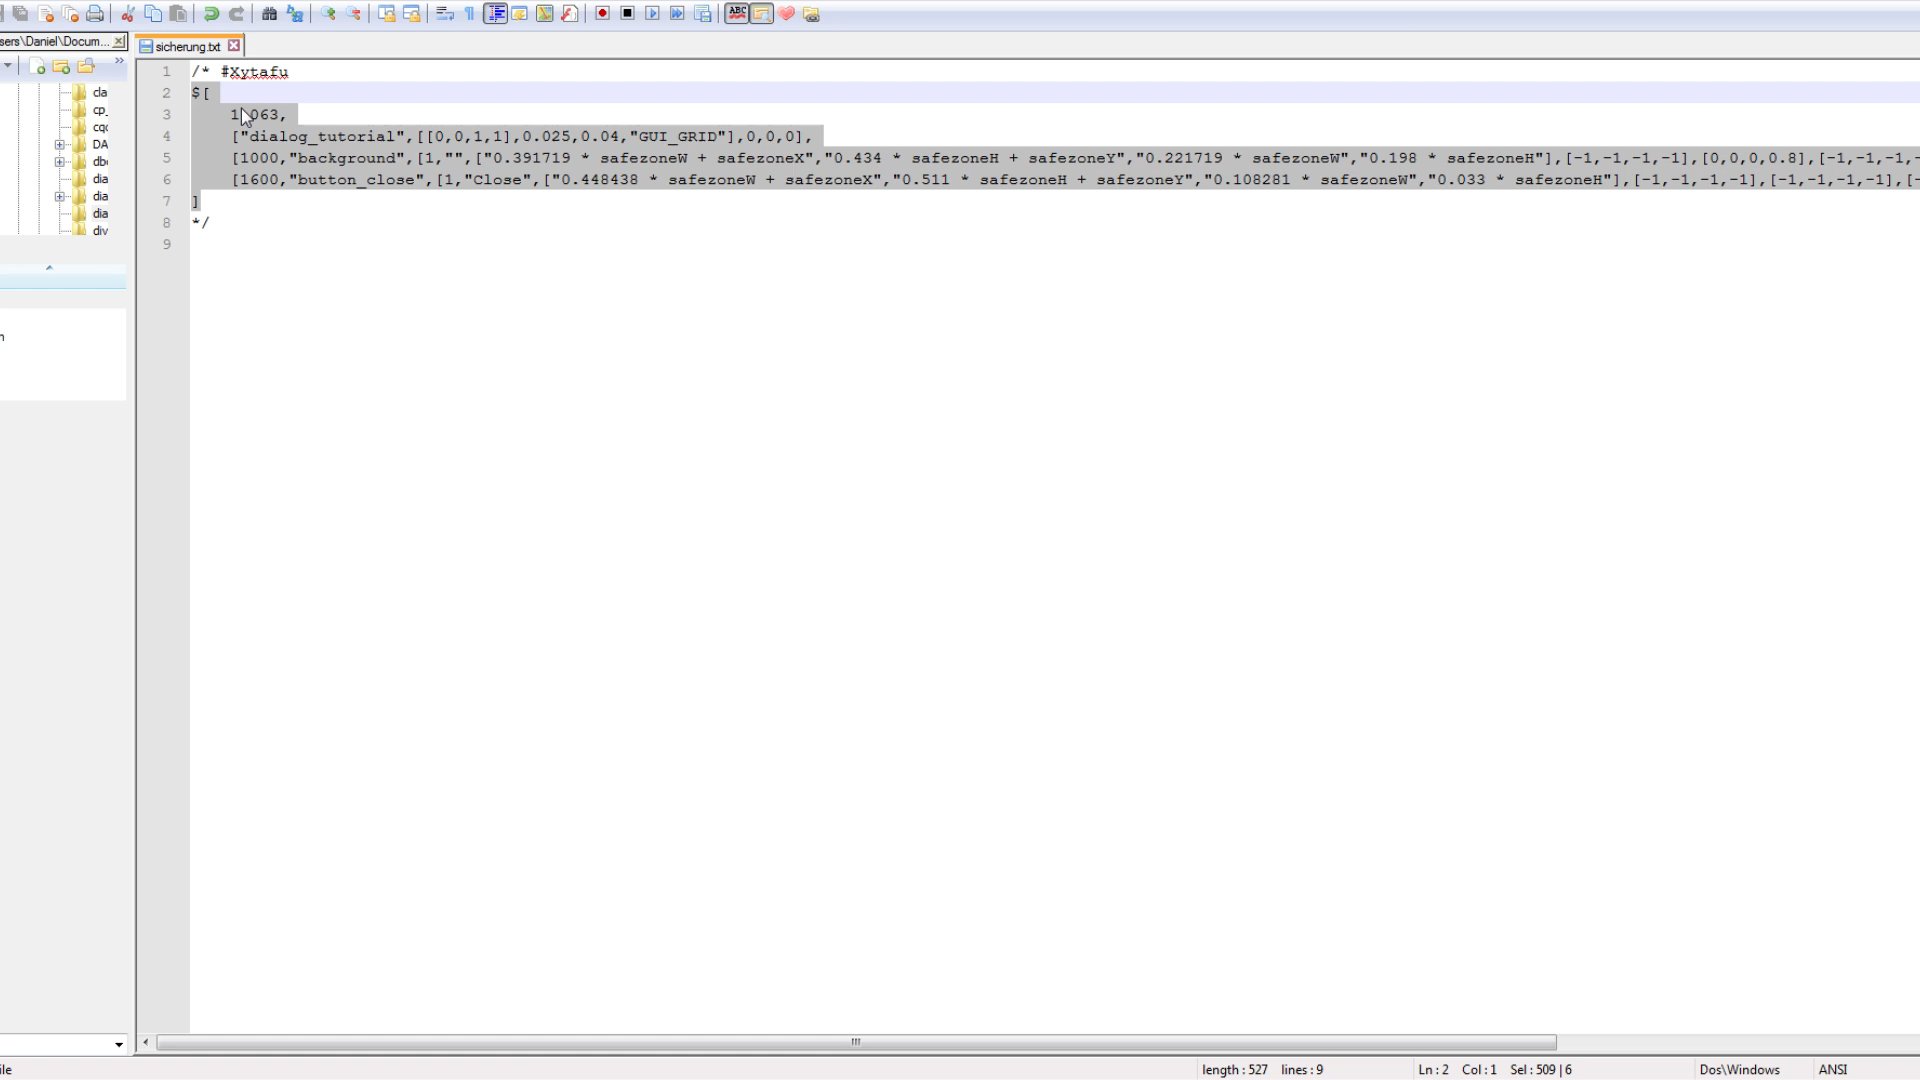 sers\Daniel\Docum...
sicherung.txt
ABC
cla
cp_
cqc
DA
dbo
dia
dia
dia
div
1 /* #Xytafu
2 $[
3 063,
4 ["dialog_tutorial",[[0,0,1,1],0.025,0.04,"GUI_GRID"],0,0,0],
5 [1000,"background",[1,"",["0.391719 * safezoneW + safezoneX","0.434 * safezoneH + safezoneY","0.221719 * safezoneW","0.198 * safezoneH"],[-1,-1,-1,-1],[0,0,0,0.8],[-1,-1,-1,-
6 [1600,"button_close",[1,"Close",["0.448438 * safezoneW + safezoneX","0.511 * safezoneH + safezoneY","0.108281 * safezoneW","0.033 * safezoneH"],[-1,-1,-1,-1],[-1,-1,-1,-1],[-
7 ]
8 */
9
ile length : 527 lines : 9 Ln : 2 Col : 1 Sel : 509 | 6 Dos\Windows ANSI